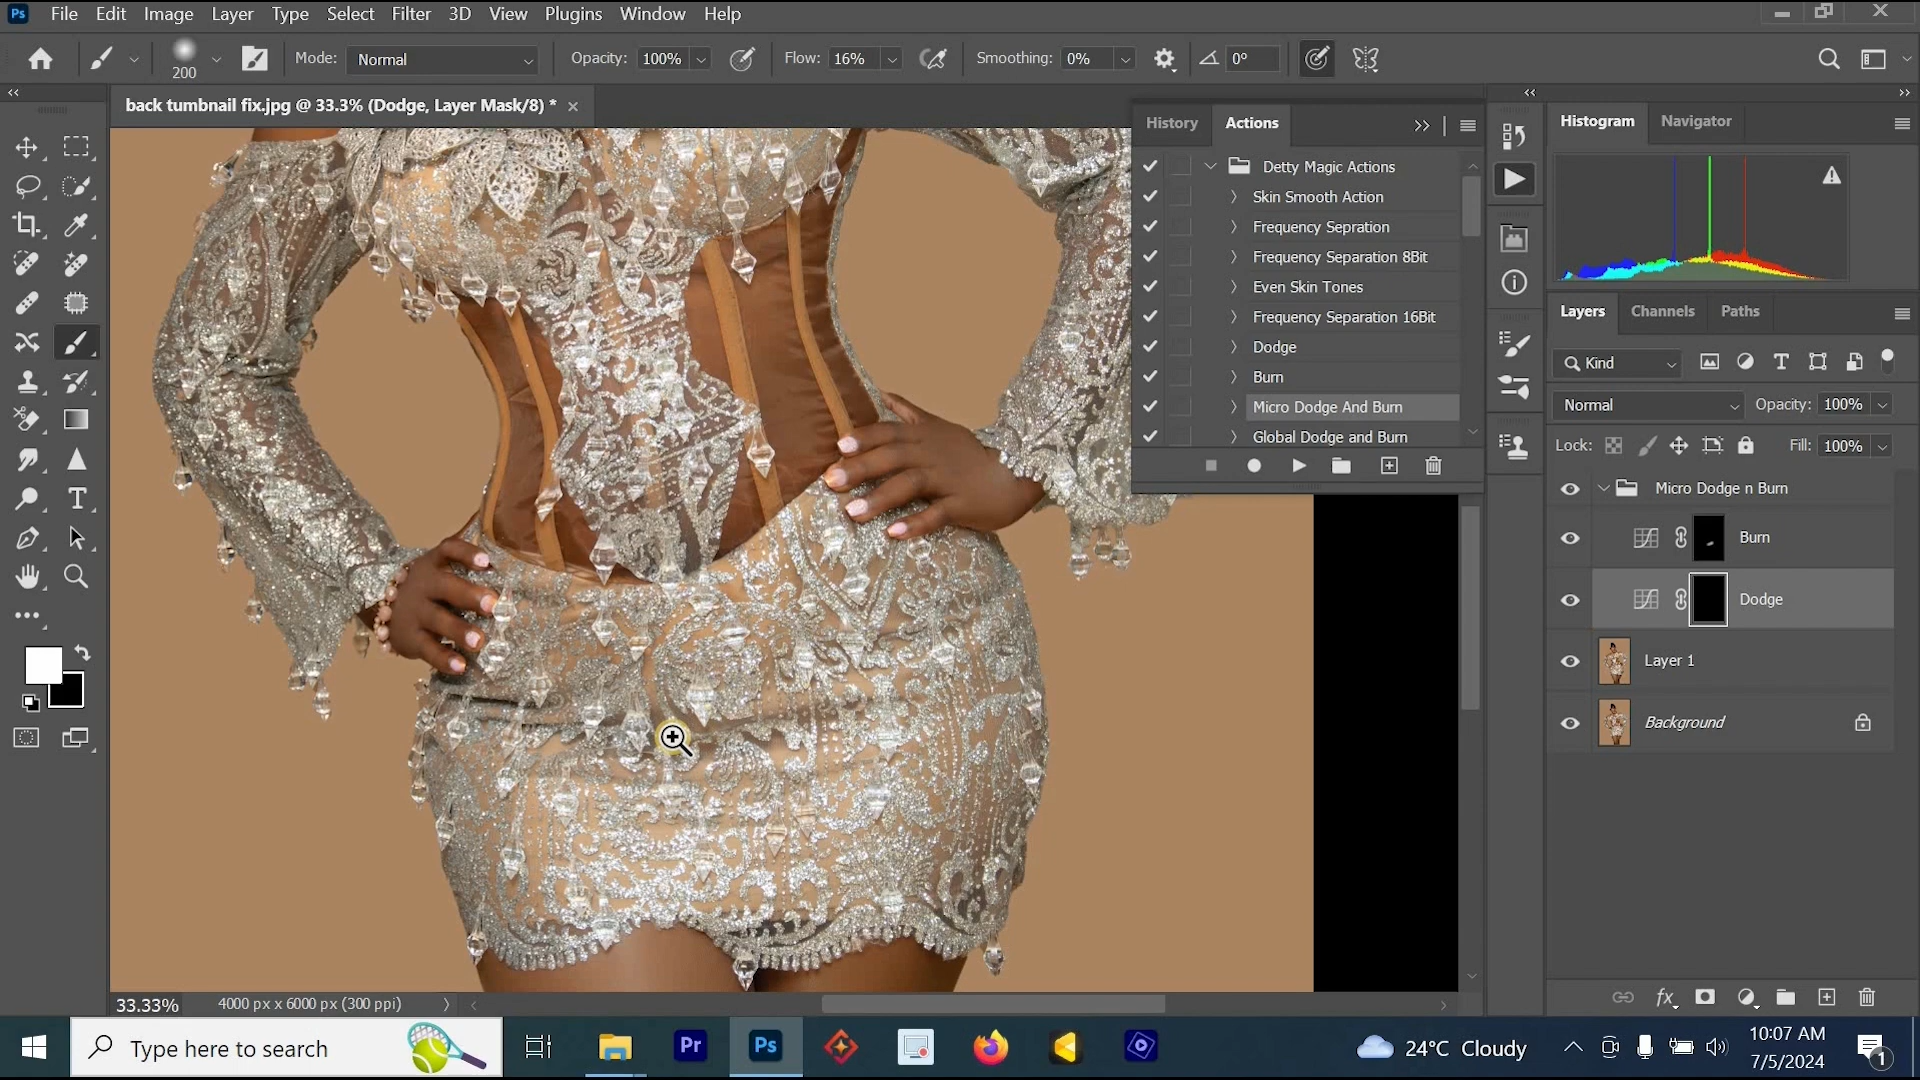 Ps File Edit Image Layer Type Select Filter 3D View Plugins Window Help
200 Mode: Normal Opacity: 100% Flow: 16% Smoothing: 0% 0°
back tumbnail fix.jpg @ 33.3% (Dodge, Layer Mask/8) *
History Actions
Detty Magic Actions
Skin Smooth Action
Frequency Sepration
Frequency Separation 8Bit
Even Skin Tones
Frequency Separation 16Bit
Dodge
Burn
Micro Dodge And Burn
Global Dodge and Burn
Histogram Navigator
Layers Channels Paths
Kind
Normal Opacity: 100%
Lock: Fill: 100%
Micro Dodge n Burn
Burn
Dodge
Layer 1
Background
fx
33.33% 4000 px x 6000 px (300 ppi)
Type here to search
Pr
Ps
24°C Cloudy
10:07 AM
7/5/2024
1